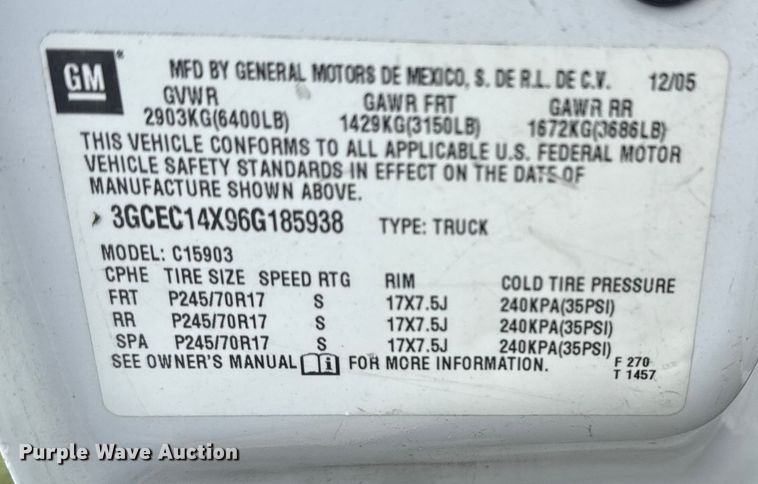 GM
MFD BY GENERAL MOTORS DE MEXICO, S. DE R.L. DE C.V. 12/05
GVWR GAWR FRT GAWR RR
2903KG(6400LB) 1429KG(3150LB) 1672KG(3686LB)
THIS VEHICLE CONFORMS TO ALL APPLICABLE U.S. FEDERAL MOTOR
VEHICLE SAFETY STANDARDS IN EFFECT ON THE DATE OF
MANUFACTURE SHOWN ABOVE.
3GCEC14X96G185938 TYPE: TRUCK
MODEL: C15903
CPHE TIRE SIZE SPEED RTG RIM COLD TIRE PRESSURE
FRT P245/70R17 S 17X7.5J 240KPA(35PSI)
RR P245/70R17 S 17X7.5J 240KPA(35PSI)
SPA P245/70R17 S 17X7.5J 240KPA(35PSI)
SEE OWNER'S MANUAL i FOR MORE INFORMATION.
F 270
T 1457
Purple Wave Auction